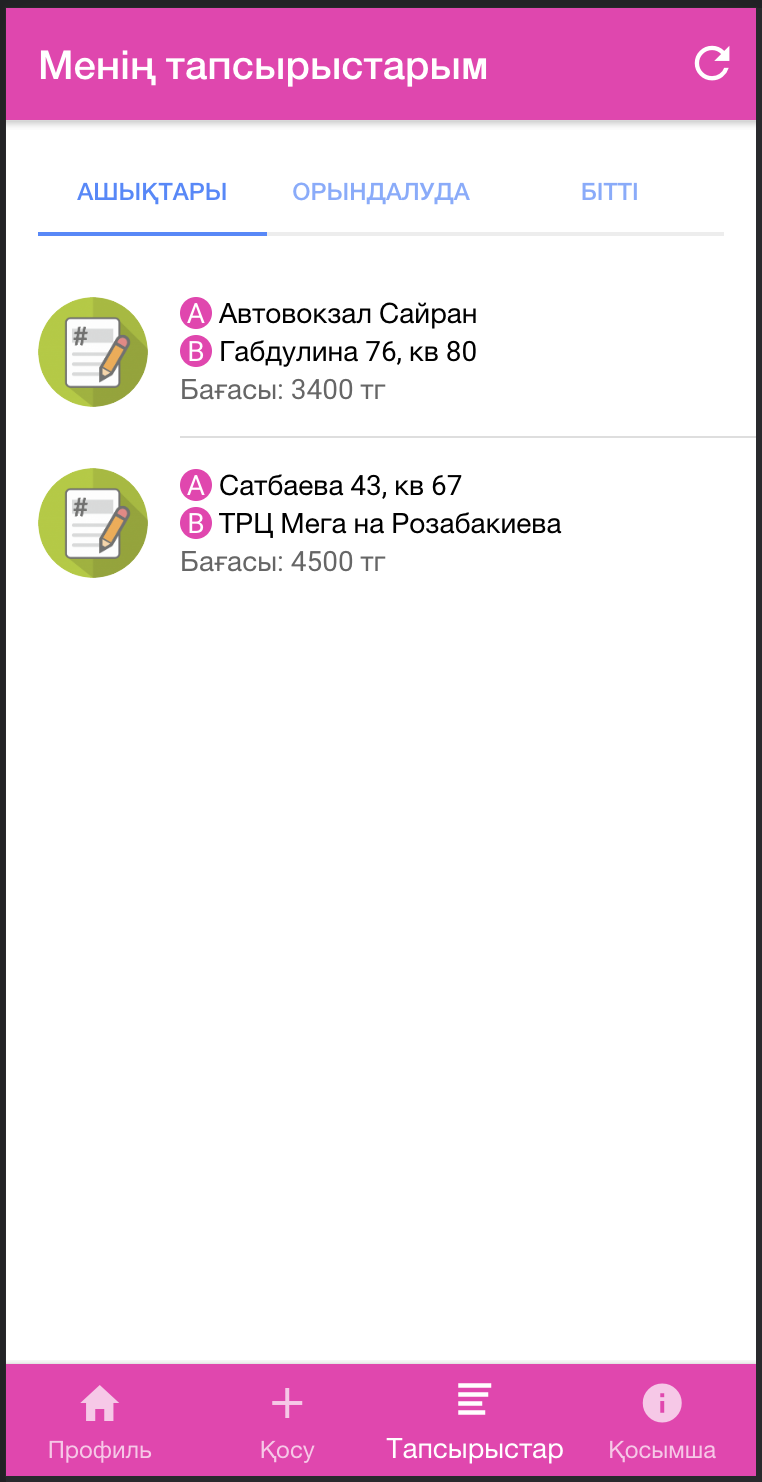 Менің тапсырыстарым
АШЫҚТАРЫ ОРЫНДАЛУДА БІТТІ
A Автовокзал Сайран
B Габдулина 76, кв 80
Бағасы: 3400 тг
A Сатбаева 43, кв 67
B ТРЦ Мега на Розабакиева
Бағасы: 4500 тг
Профиль Қосу Тапсырыстар Қосымша